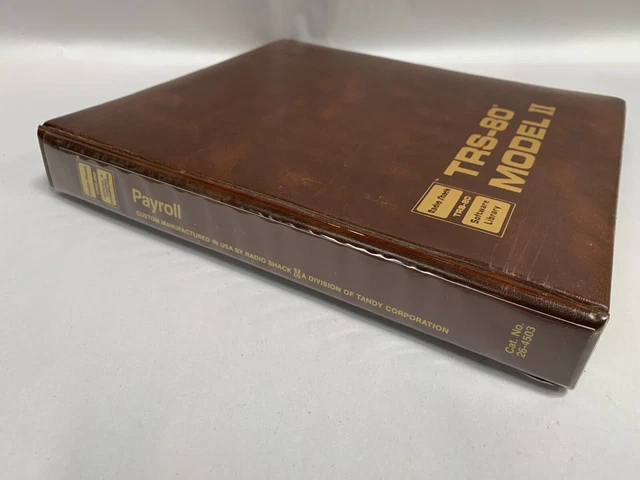 TRS-80
MODEL II
Radio Shack
TRS-80
Software
Library
Payroll
CUSTOM MANUFACTURED IN USA BY RADIO SHACK A DIVISION OF TANDY CORPORATION
Cat. No.
26-4503